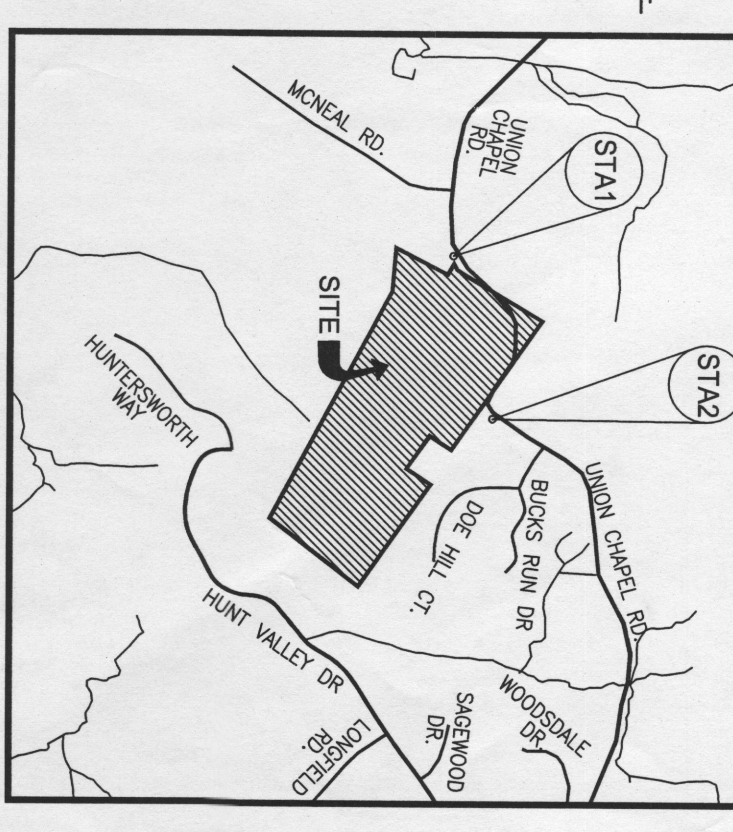 MCNEAL RD.
UNION
CHAPEL
RD.
STA1
SITE
STA2
HUNTERSWORTH
WAY
UNION CHAPEL RD.
BUCKS RUN DR
DOE HILL CT.
HUNT VALLEY DR
WOODSDALE
DR
SAGEWOOD
DR.
LONGFIELD
RD.